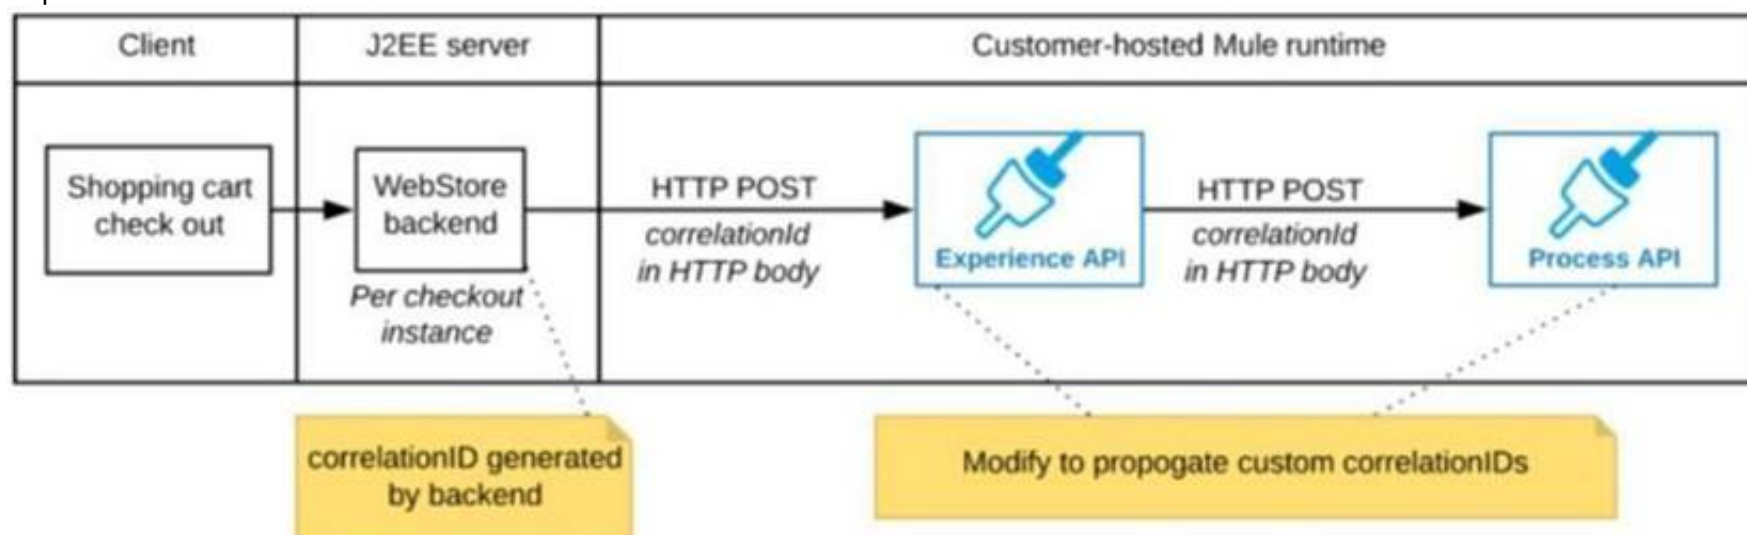 Client
J2EE server
Customer-hosted Mule runtime
Shopping cart
check out
WebStore
backend
Per checkout
instance
HTTP POST
correlationId
in HTTP body
Experience API
HTTP POST
correlationId
in HTTP body
Process API
correlationID generated
by backend
Modify to propogate custom correlationIDs